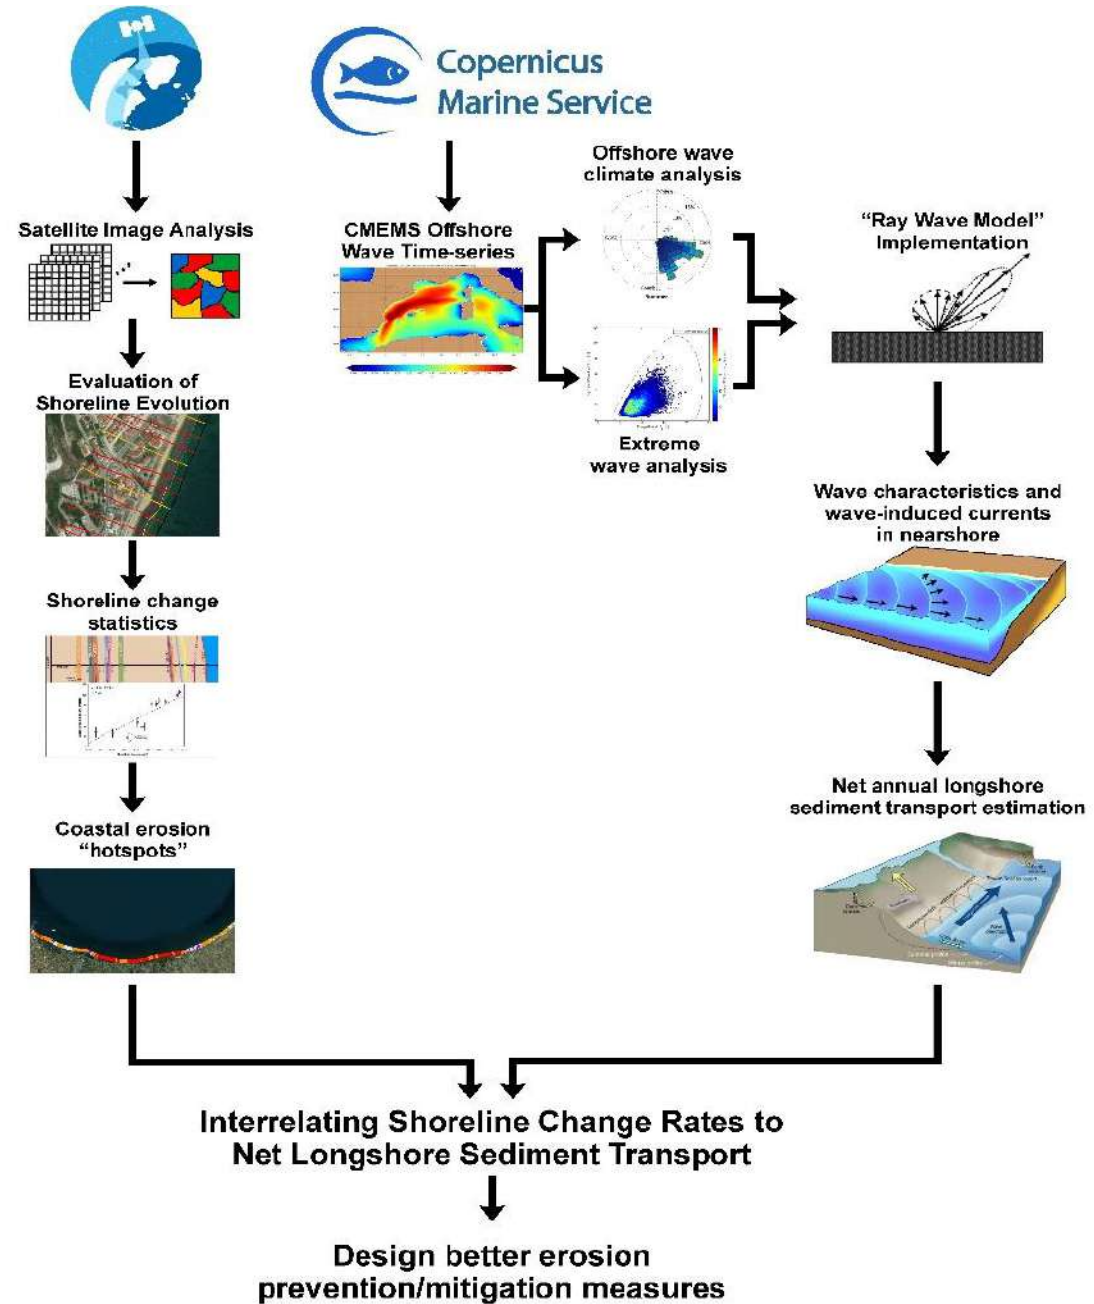 Copernicus
Marine Service
Satellite Image Analysis
Evaluation of
Shoreline Evolution
Shoreline change
statistics
Coastal erosion
“hotspots”
CMEMS Offshore
Wave Time-series
Offshore wave
climate analysis
Extreme
wave analysis
“Ray Wave Model”
Implementation
Wave characteristics and
wave-induced currents
in nearshore
Net annual longshore
sediment transport estimation
Interrelating Shoreline Change Rates to
Net Longshore Sediment Transport
Design better erosion
prevention/mitigation measures